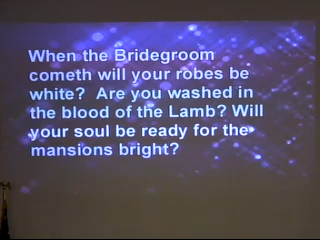 When the Bridegroom
cometh will your robes be
white? Are you washed in
the blood of the Lamb? Will
your soul be ready for the
mansions bright?